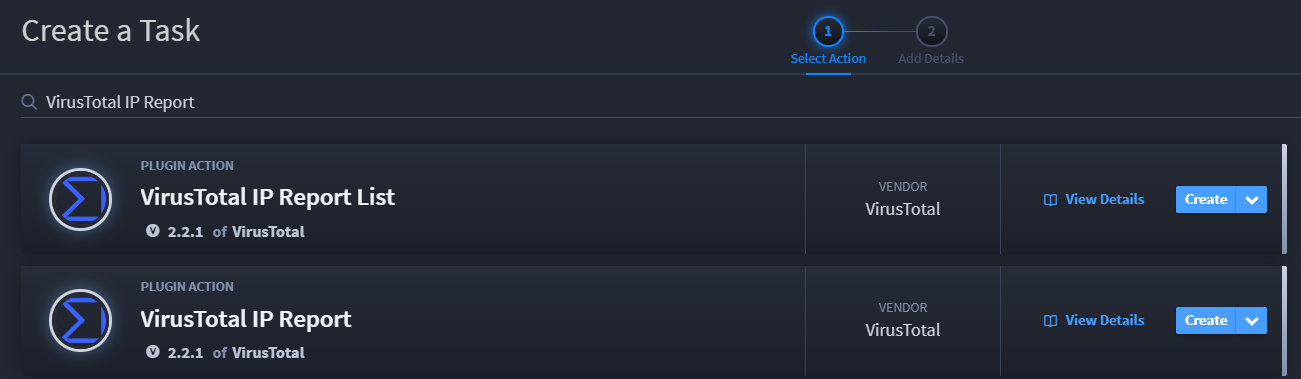 Create a Task
1
2
Select Action
Add Details
VirusTotal IP Report
PLUGIN ACTION
VirusTotal IP Report List
V 2.2.1 of VirusTotal
VENDOR
VirusTotal
View Details
Create
PLUGIN ACTION
VirusTotal IP Report
V 2.2.1 of VirusTotal
VENDOR
VirusTotal
View Details
Create